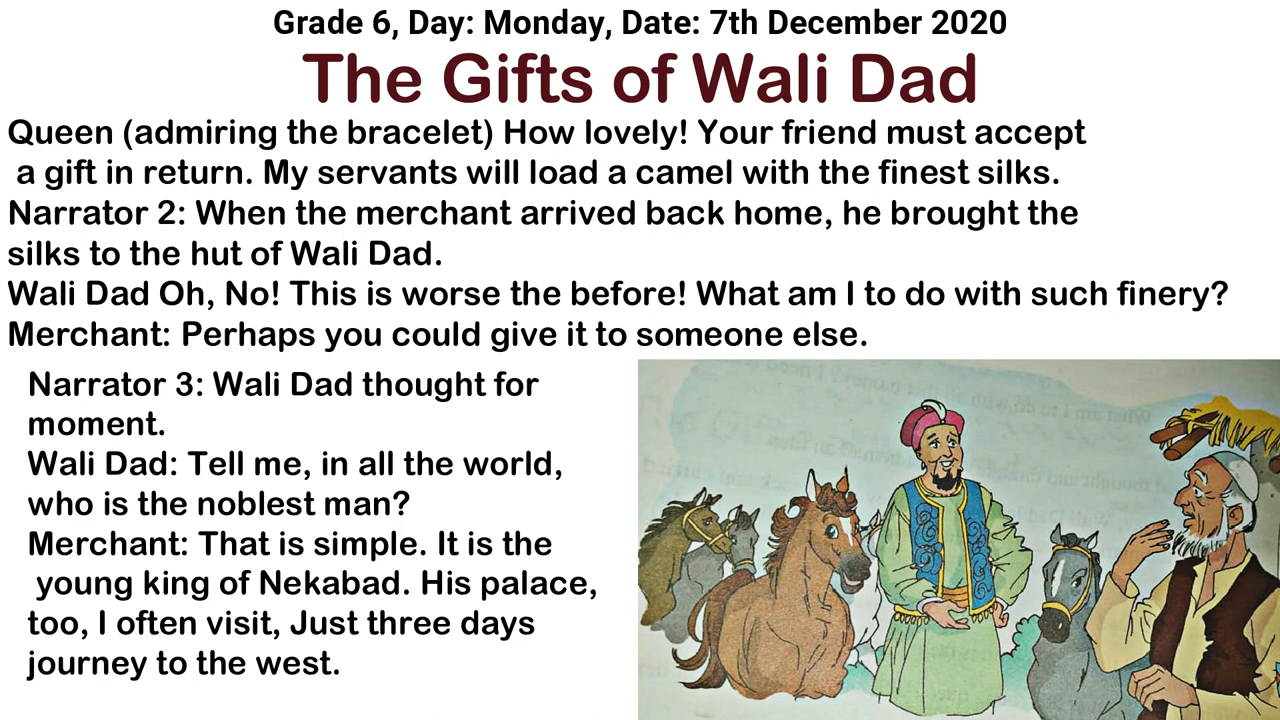 Grade 6, Day: Monday, Date: 7th December 2020
The Gifts of Wali Dad
Queen (admiring the bracelet) How lovely! Your friend must accept
a gift in return. My servants will load a camel with the finest silks.
Narrator 2: When the merchant arrived back home, he brought the
silks to the hut of Wali Dad.
Wali Dad Oh, No! This is worse the before! What am I to do with such finery?
Merchant: Perhaps you could give it to someone else.
Narrator 3: Wali Dad thought for
moment.
Wali Dad: Tell me, in all the world,
who is the noblest man?
Merchant: That is simple. It is the
young king of Nekabad. His palace,
too, I often visit, Just three days
journey to the west.